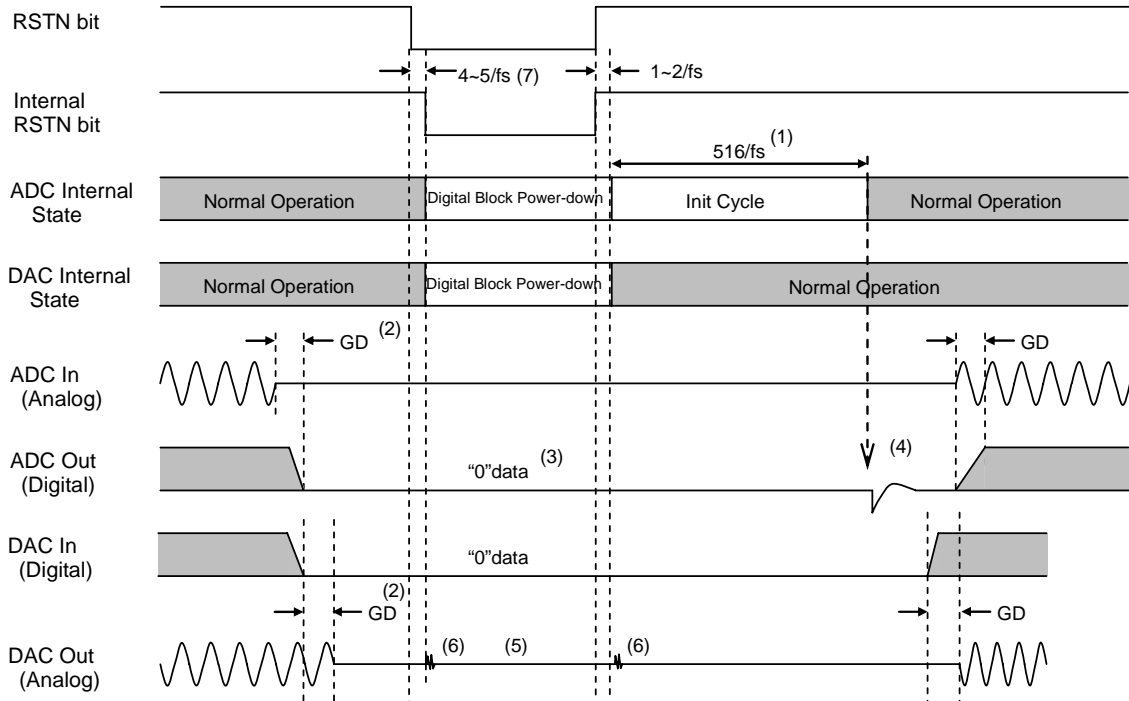 RSTN bit
4~5/fs (7)
1~2/fs
Internal
RSTN bit
516/fs (1)
ADC Internal
State
Normal Operation
Digital Block Power-down
Init Cycle
Normal Operation
DAC Internal
State
Normal Operation
Digital Block Power-down
Normal Operation
GD (2)
GD
ADC In
(Analog)
ADC Out
(Digital)
“0”data (3)
(4)
DAC In
(Digital)
“0”data
GD (2)
GD
DAC Out
(Analog)
(6)
(5)
(6)